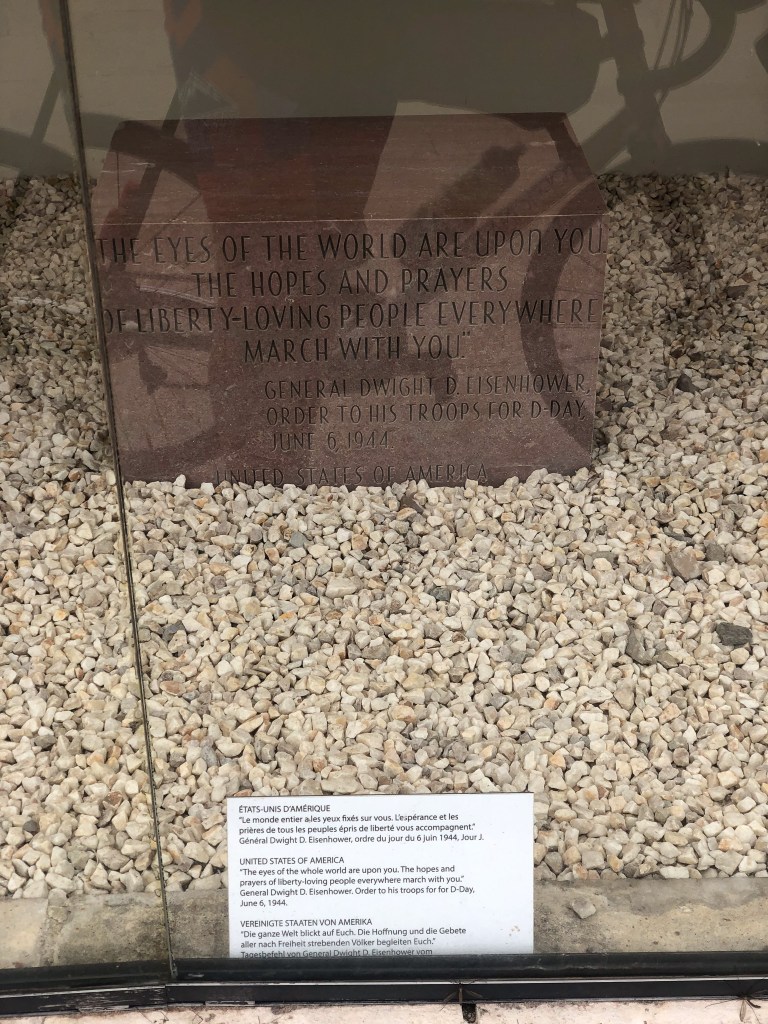 THE EYES OF THE WORLD ARE UPON YOU.
THE HOPES AND PRAYERS
OF LIBERTY-LOVING PEOPLE EVERYWHERE
MARCH WITH YOU."
GENERAL DWIGHT D. EISENHOWER,
ORDER TO HIS TROOPS FOR D-DAY,
JUNE 6, 1944.
UNITED STATES OF AMERICA
ÉTATS-UNIS D'AMÉRIQUE
"Le monde entier a les yeux fixés sur vous. L'espérance et les
prières de tous les peuples épris de liberté vous accompagnent."
Général Dwight D. Eisenhower, ordre du jour du 6 juin 1944, Jour J.
UNITED STATES OF AMERICA
"The eyes of the whole world are upon you. The hopes and
prayers of liberty-loving people everywhere march with you."
General Dwight D. Eisenhower. Order to his troops for for D-Day,
June 6, 1944.
VEREINIGTE STAATEN VON AMERIKA
"Die ganze Welt blickt auf Euch. Die Hoffnung und die Gebete
aller nach Freiheit strebenden Völker begleiten Euch."
Tagesbefehl von General Dwight D. Eisenhower vom